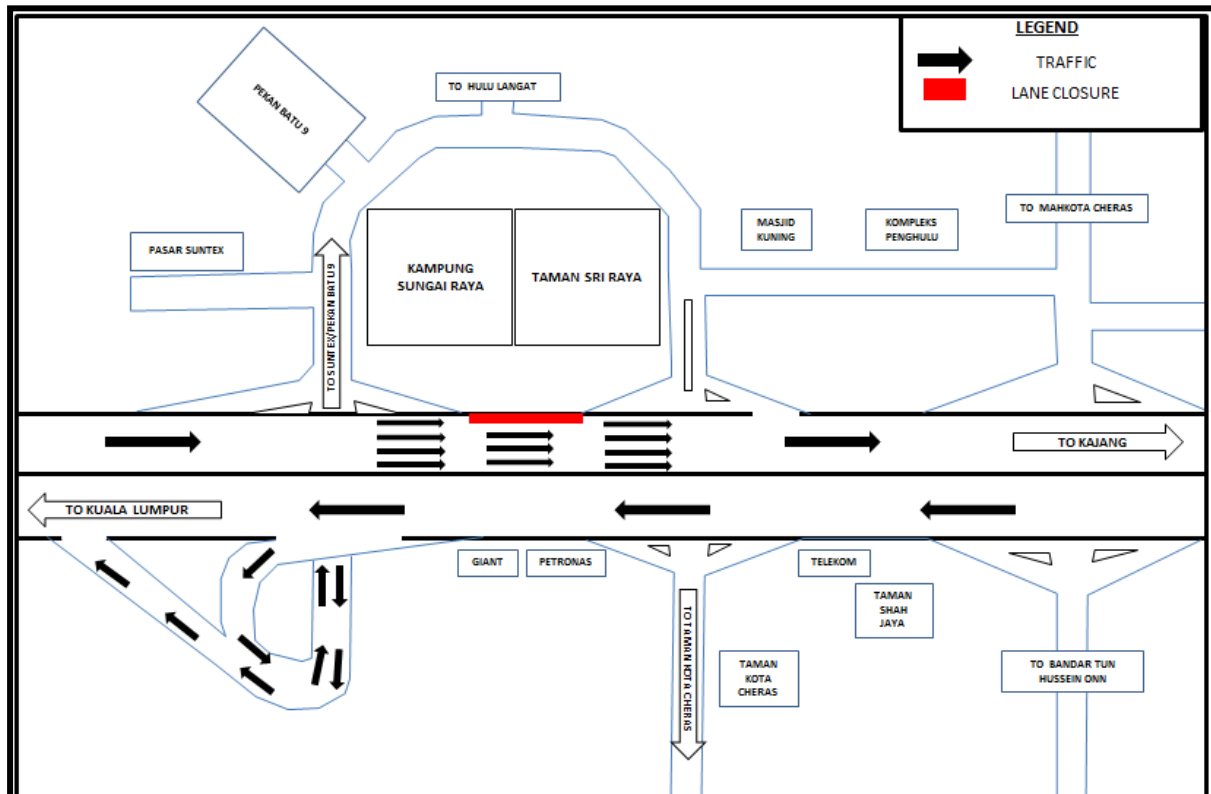 LEGEND
TRAFFIC
LANE CLOSURE
PEKAN BATU 9
TO HULU LANGAT
TO MAHKOTA CHERAS
MASJID
KUNING
KOMPLEKS
PENGHULU
PASAR SUNTEX
TO SUNTEX/PEKAN BATU 9
KAMPUNG
SUNGAI RAYA
TAMAN SRI RAYA
TO KAJANG
TO KUALA LUMPUR
GIANT
PETRONAS
TELEKOM
TAMAN
SHAH
JAYA
TO TAMAN KOTA CHERAS
TAMAN
KOTA
CHERAS
TO BANDAR TUN
HUSSEIN ONN